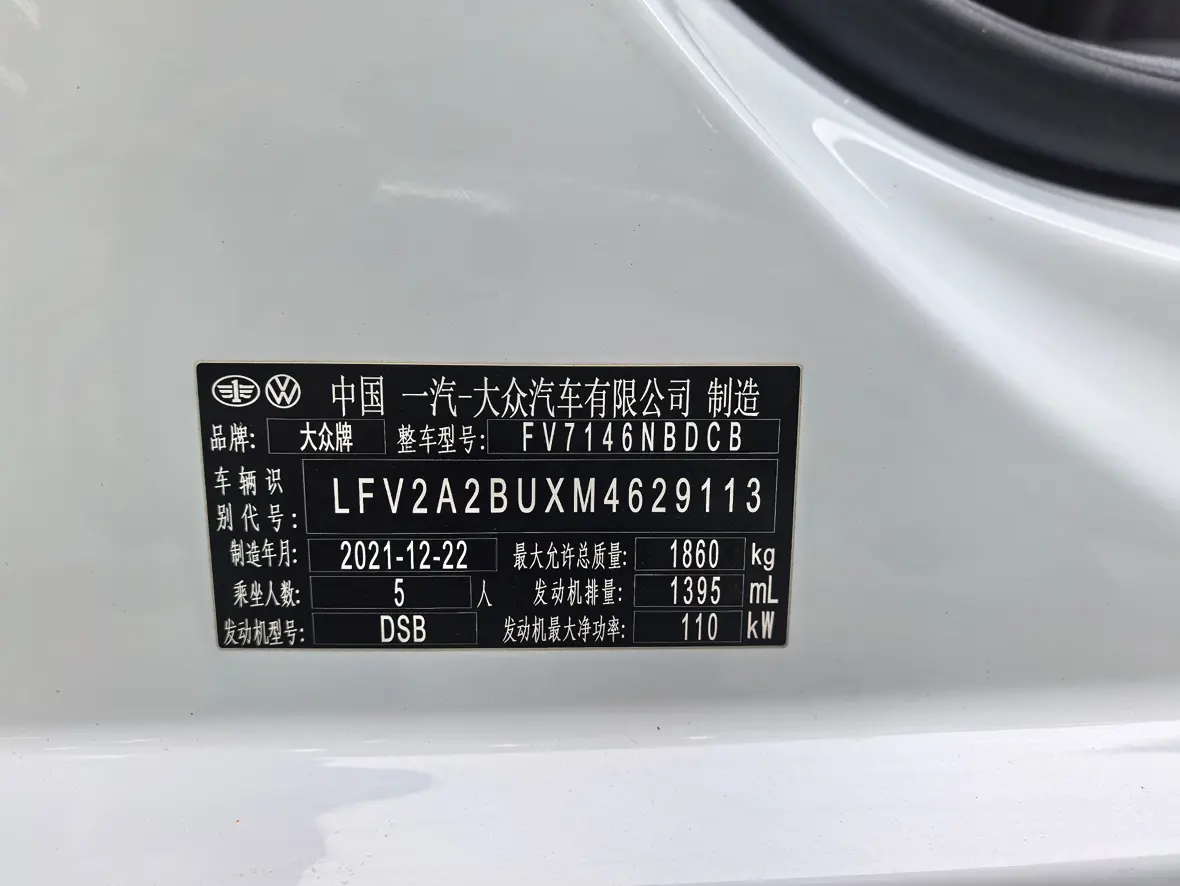 中国 一汽-大众汽车有限公司 制造
品牌: 大众牌 整车型号: FV7146NBDCB
车辆识别代号: LFV2A2BUXM4629113
制造年月: 2021-12-22 最大允许总质量: 1860 kg
乘坐人数: 5 人 发动机排量: 1395 mL
发动机型号: DSB 发动机最大净功率: 110 kW